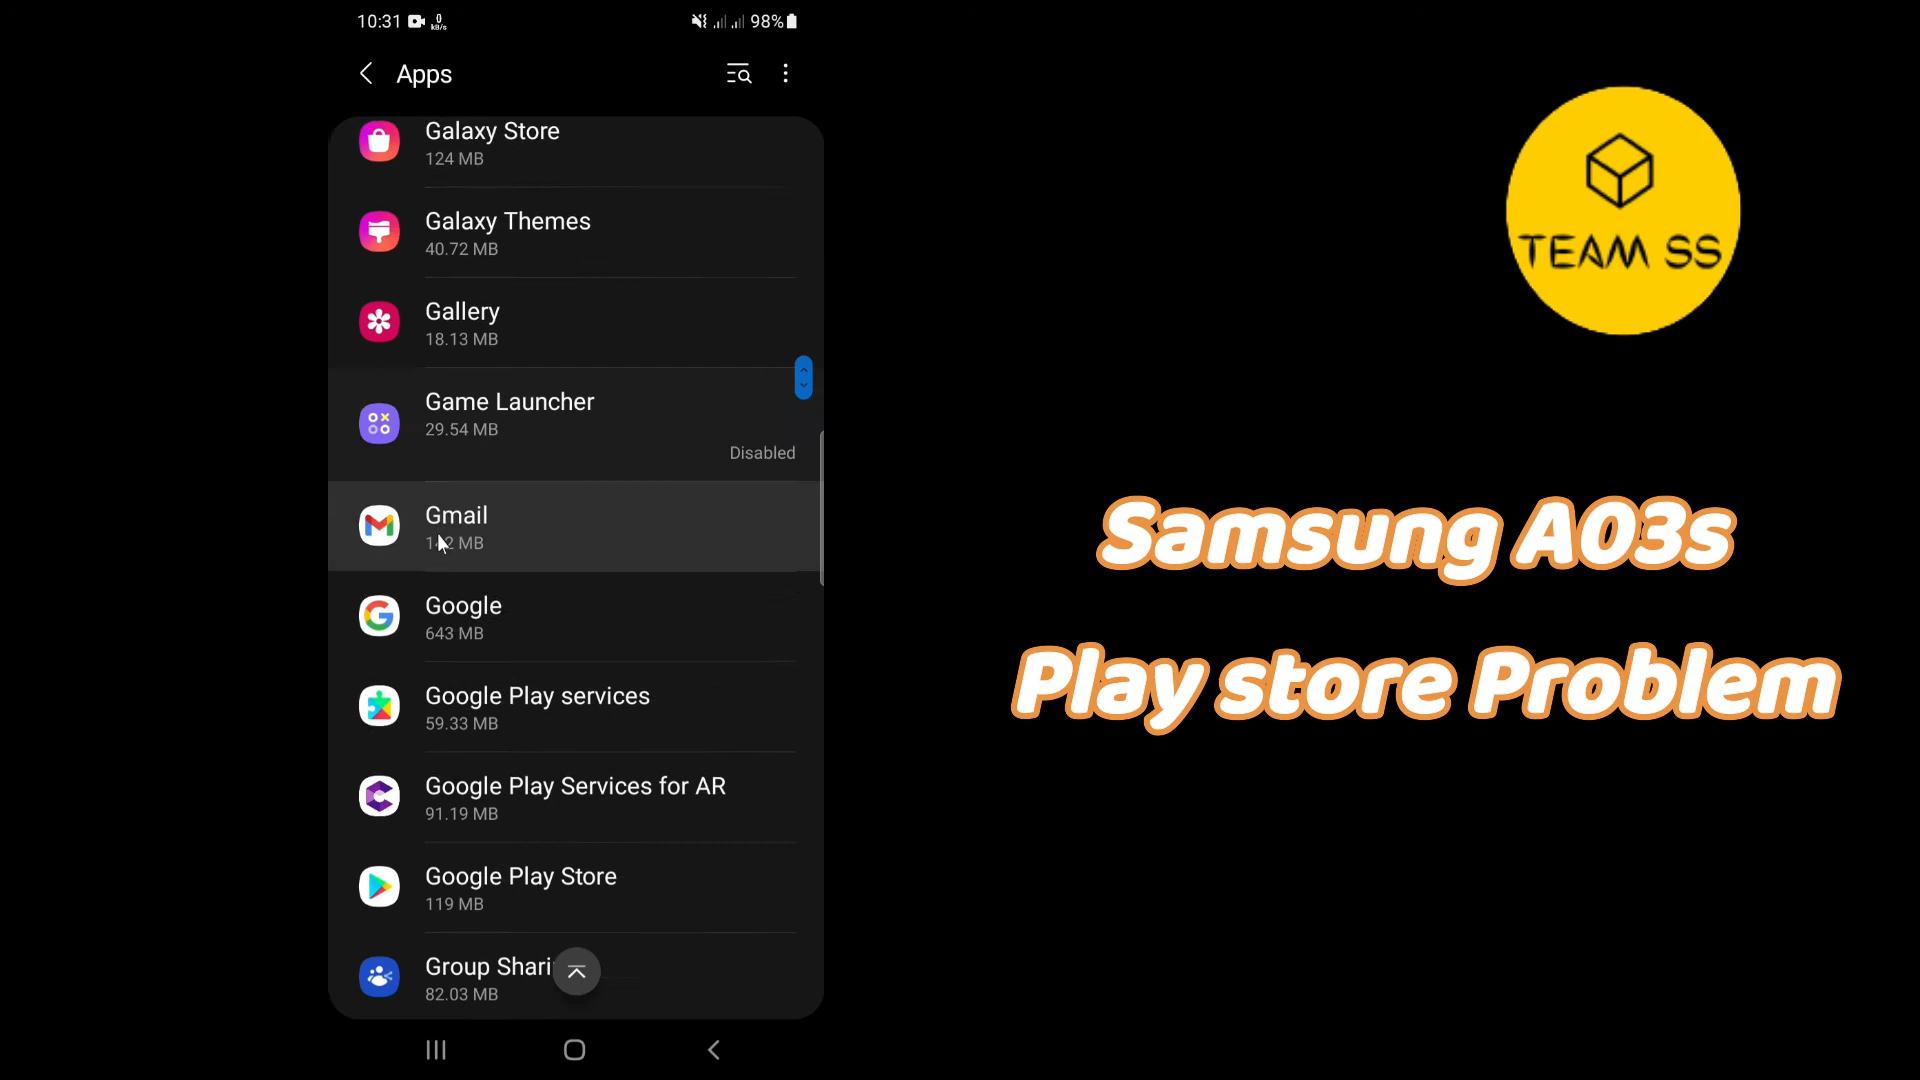 10:31 0 KB/s 98%
Apps
Galaxy Store
124 MB
Galaxy Themes
40.72 MB
Gallery
18.13 MB
Game Launcher
29.54 MB
Disabled
Gmail
MB
Google
643 MB
Google Play services
59.33 MB
Google Play Services for AR
91.19 MB
Google Play Store
119 MB
Group Shari
82.03 MB
TEAM SS
Samsung A03s
Play store Problem